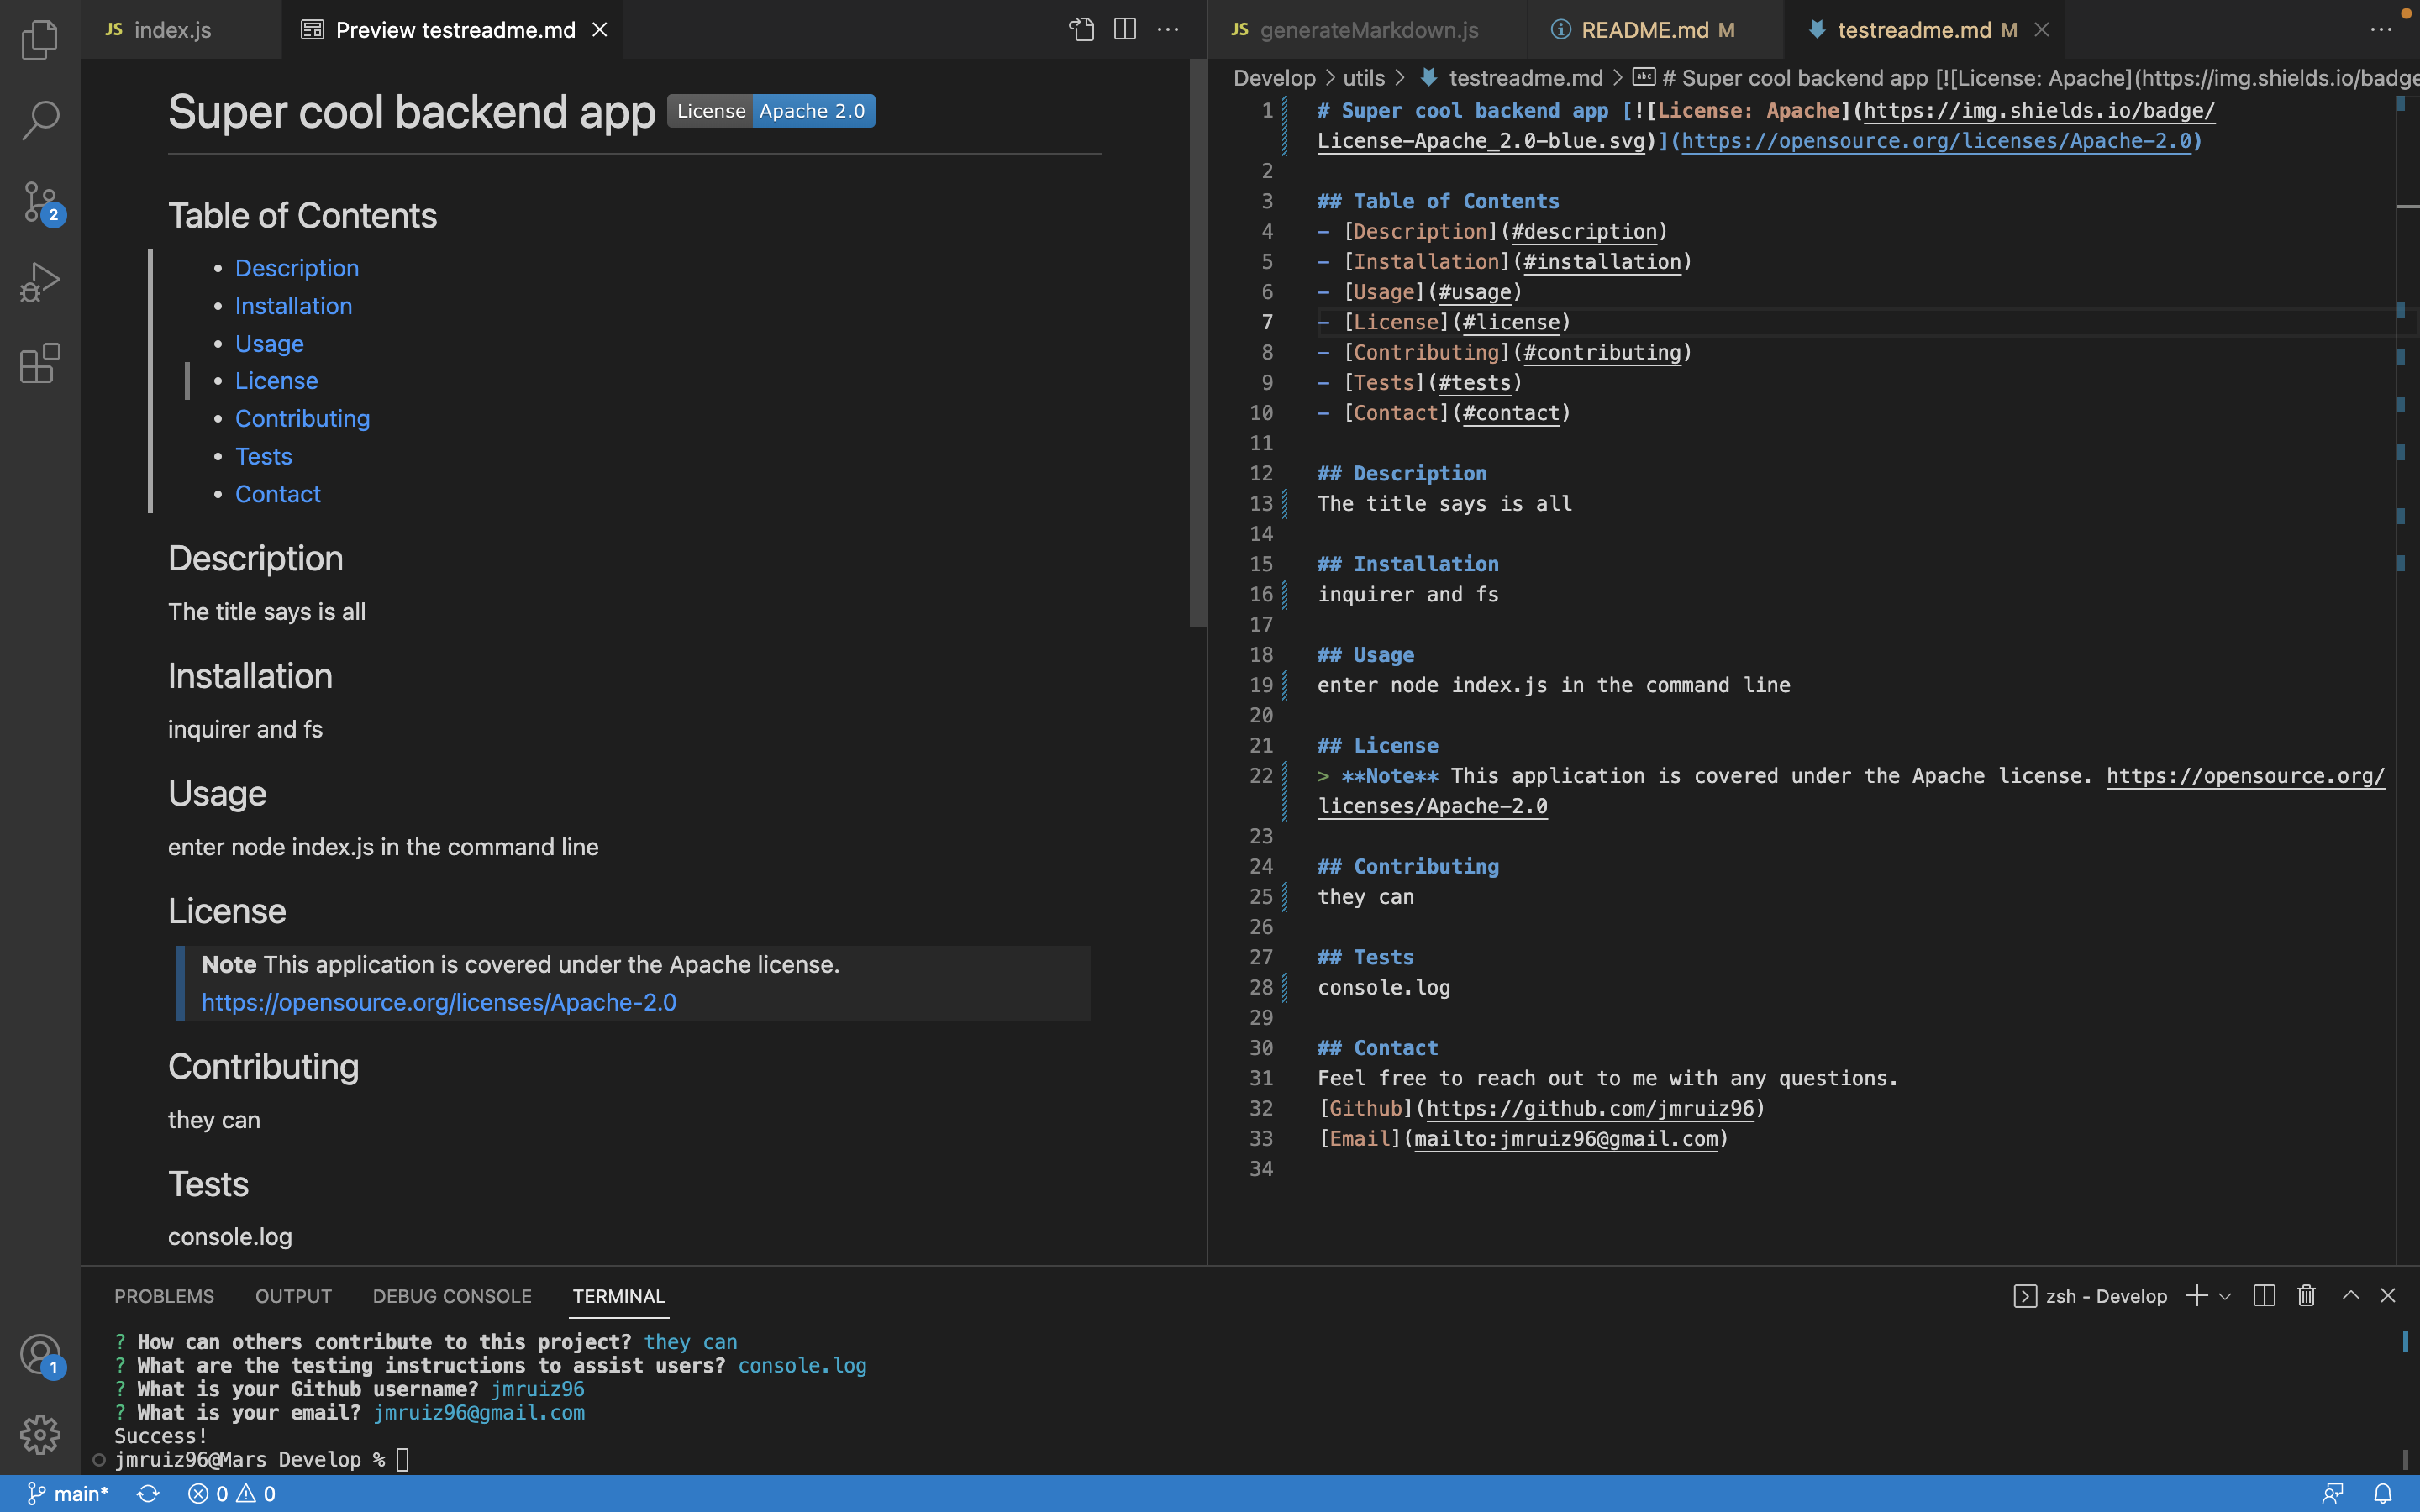 JS index.js
Preview testreadme.md
Super cool backend app License Apache 2.0
Table of Contents
• Description
• Installation
• Usage
• License
• Contributing
• Tests
• Contact
Description
The title says is all
Installation
inquirer and fs
Usage
enter node index.js in the command line
License
Note This application is covered under the Apache license.
https://opensource.org/licenses/Apache-2.0
Contributing
they can
Tests
console.log
JS generateMarkdown.js
README.md M
testreadme.md M
Develop > utils > testreadme.md > abc # Super cool backend app [![License: Apache](https://img.shields.io/badge
1 # Super cool backend app [![License: Apache](https://img.shields.io/badge/
License-Apache_2.0-blue.svg)](https://opensource.org/licenses/Apache-2.0)
2
3 ## Table of Contents
4 - [Description](#description)
5 - [Installation](#installation)
6 - [Usage](#usage)
7 - [License](#license)
8 - [Contributing](#contributing)
9 - [Tests](#tests)
10 - [Contact](#contact)
11
12 ## Description
13 The title says is all
14
15 ## Installation
16 inquirer and fs
17
18 ## Usage
19 enter node index.js in the command line
20
21 ## License
22 > **Note** This application is covered under the Apache license. https://opensource.org/
licenses/Apache-2.0
23
24 ## Contributing
25 they can
26
27 ## Tests
28 console.log
29
30 ## Contact
31 Feel free to reach out to me with any questions.
32 [Github](https://github.com/jmruiz96)
33 [Email](mailto:jmruiz96@gmail.com)
34
2
1
PROBLEMS OUTPUT DEBUG CONSOLE TERMINAL
zsh - Develop
? How can others contribute to this project? they can
? What are the testing instructions to assist users? console.log
? What is your Github username? jmruiz96
? What is your email? jmruiz96@gmail.com
Success!
jmruiz96@Mars Develop %
main* 0 0